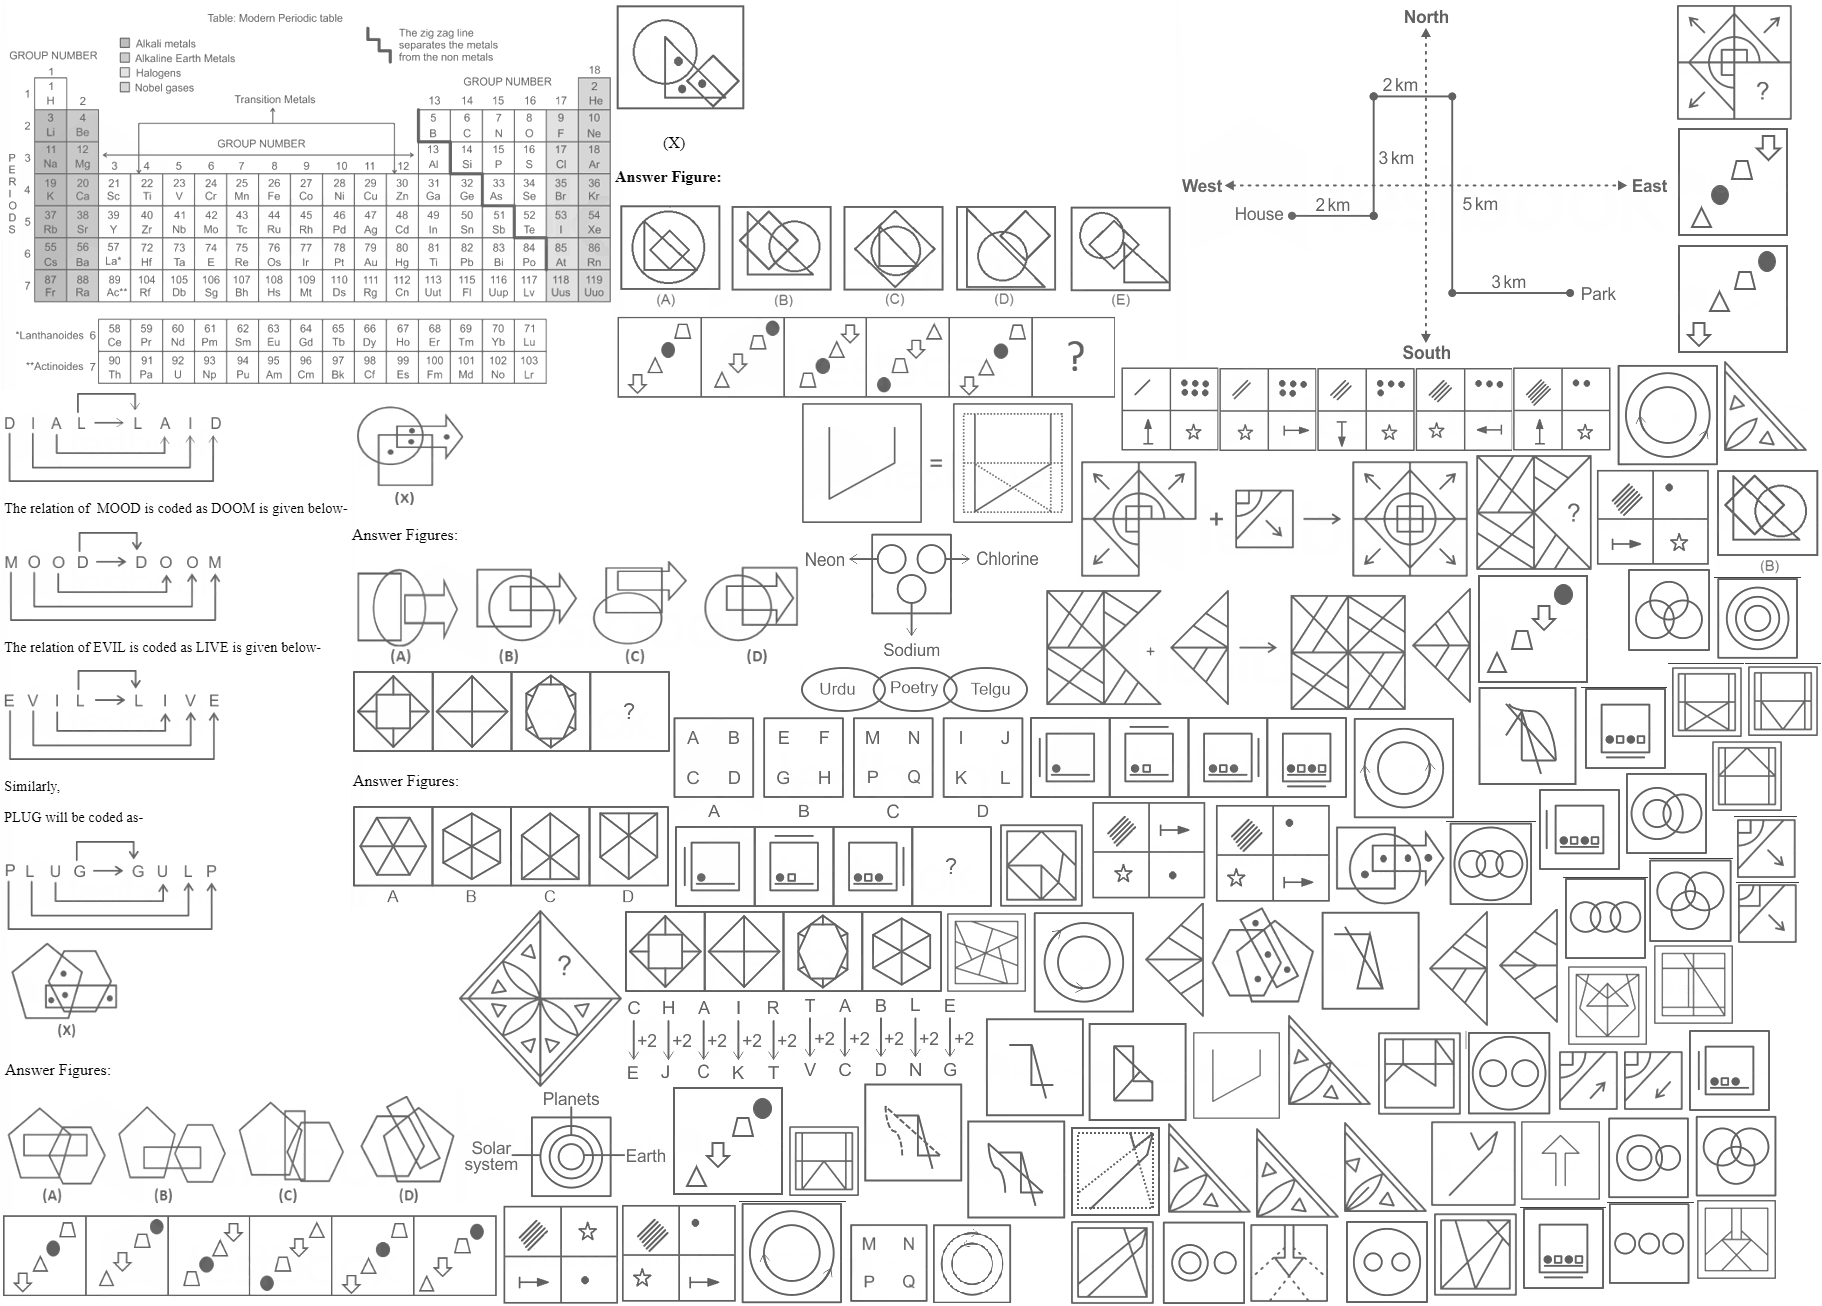 Table: Modern Periodic table
The zig zag line
separates the metals
from the non metals
Alkali metals
Alkaline Earth Metals
Halogens
Nobel gases
GROUP NUMBER
GROUP NUMBER
Transition Metals
GROUP NUMBER
PERIODS
1 18
1 2 13 14 15 16 17 2
H He
2 3 4 5 6 7 8 9 10
Li Be B C N O F Ne
3 11 12 13 14 15 16 17 18
Na Mg Al Si P S Cl Ar
3 4 5 6 7 8 9 10 11 12
4 19 20 21 22 23 24 25 26 27 28 29 30 31 32 33 34 35 36
K Ca Sc Ti V Cr Mn Fe Co Ni Cu Zn Ga Ge As Se Br Kr
5 37 38 39 40 41 42 43 44 45 46 47 48 49 50 51 52 53 54
Rb Sr Y Zr Nb Mo Tc Ru Rh Pd Ag Cd In Sn Sb Te I Xe
6 55 56 57 72 73 74 75 76 77 78 79 80 81 82 83 84 85 86
Cs Ba La* Hf Ta E Re Os Ir Pt Au Hg Ti Pb Bi Po At Rn
7 87 88 89 104 105 106 107 108 109 110 111 112 113 115 116 117 118 119
Fr Ra Ac** Rf Db Sg Bh Hs Mt Ds Rg Cn Uut Fl Uup Lv Uus Uuo
*Lanthanoides 6 58 59 60 61 62 63 64 65 66 67 68 69 70 71
Ce Pr Nd Pm Sm Eu Gd Tb Dy Ho Er Tm Yb Lu
**Actinoides 7 90 91 92 93 94 95 96 97 98 99 100 101 102 103
Th Pa U Np Pu Am Cm Bk Cf Es Fm Md No Lr
D I A L L A I D
The relation of MOOD is coded as DOOM is given below-
M O O D D O O M
The relation of EVIL is coded as LIVE is given below-
E V I L L I V E
Similarly,
PLUG will be coded as-
P L U G G U L P
(X)
Answer Figures:
(A) (B) (C) (D)
(X)
Answer Figures:
(A) (B) (C) (D)
?
Answer Figures:
A B C D
?
(X)
Answer Figure:
(A) (B) (C) (D) (E)
?
=
Neon
Chlorine
Sodium
Urdu Poetry Telgu
A B E F M N I J
C D G H P Q K L
A B C D
?
C H A I R T A B L E
+2 +2 +2 +2 +2 +2 +2 +2 +2 +2
E J C K T V C D N G
Planets
Solar
system
Earth
M N
P Q
North
2 km
3 km
West
East
House
2 km
5 km
3 km
Park
South
?
+
?
(B)
+